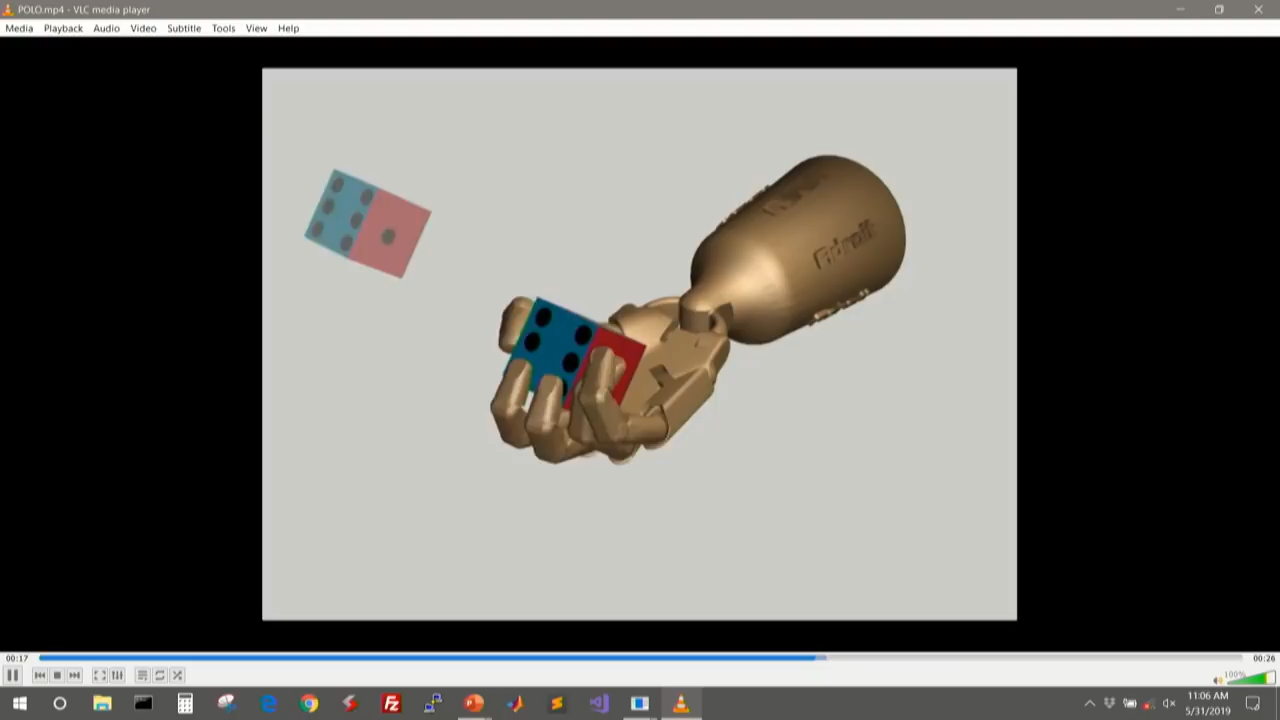 POLO.mp4 - VLC media player
Media Playback Audio Video Subtitle Tools View Help
Adroit
00:17
00:26
100%
11:06 AM
5/31/2019